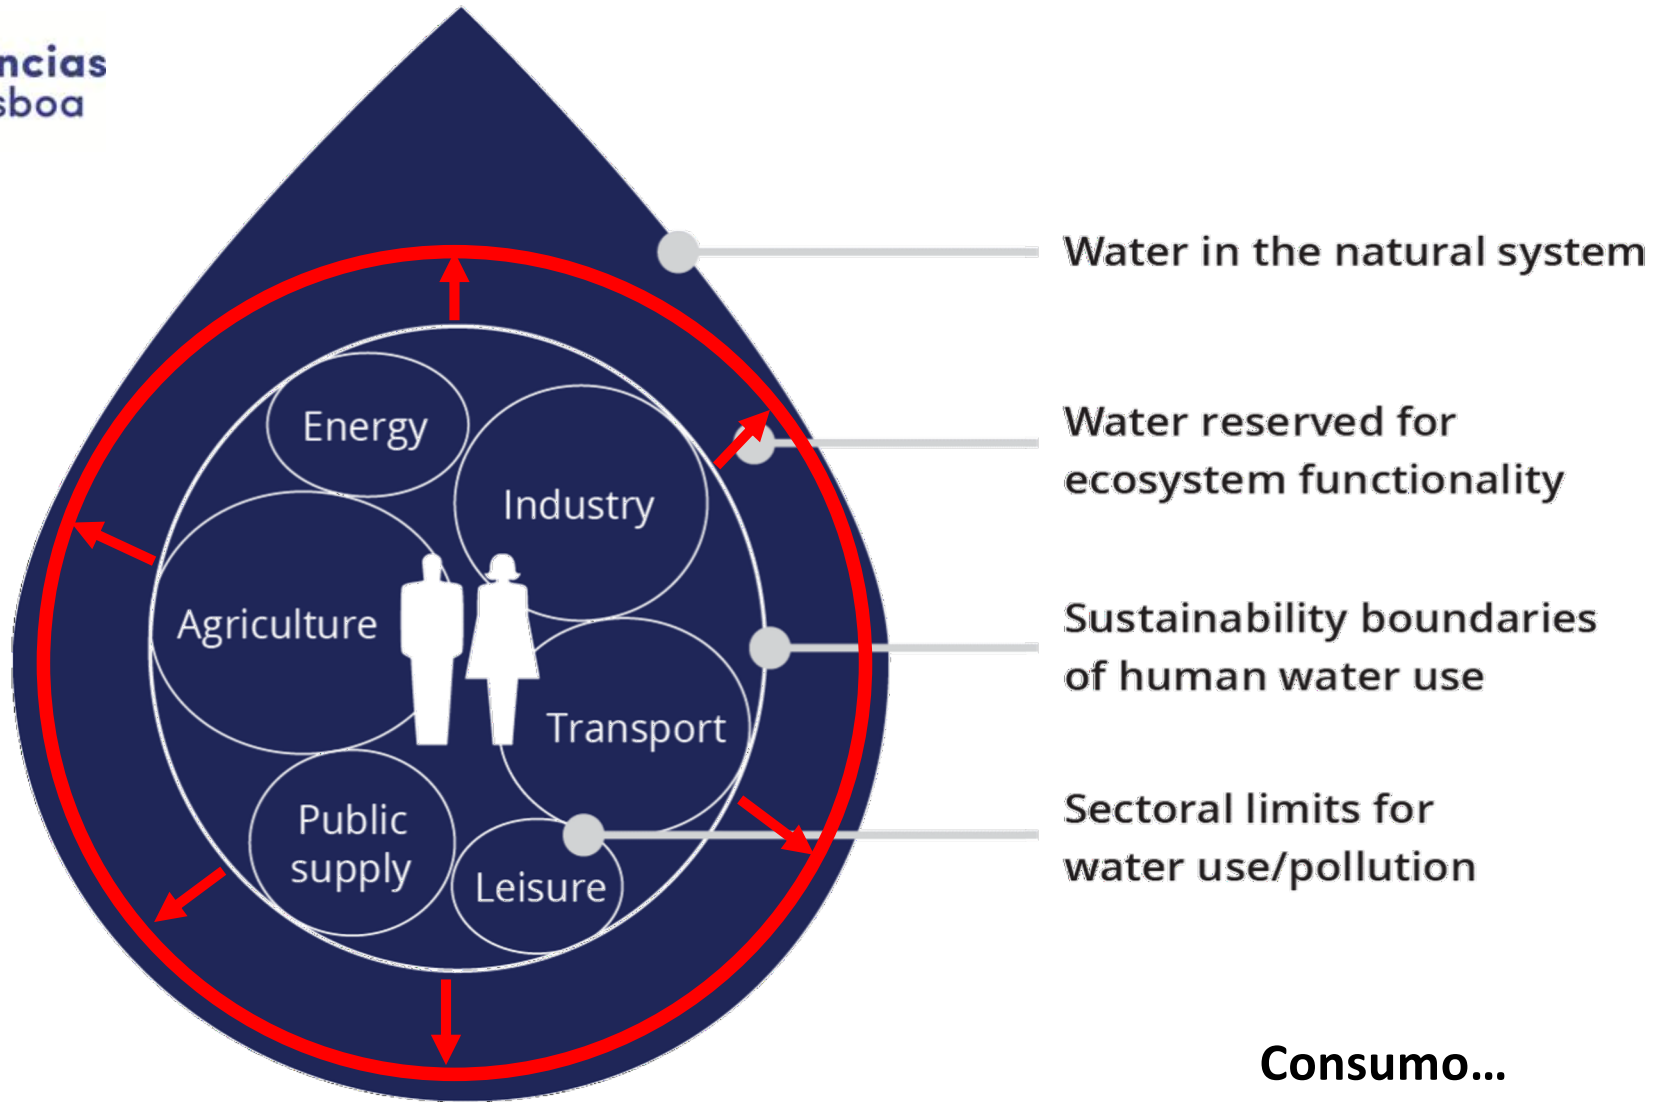 ncias
sboa
Water in the natural system
Water reserved for
ecosystem functionality
Sustainability boundaries
of human water use
Sectoral limits for
water use/pollution
Energy
Industry
Agriculture
Transport
Public
supply
Leisure
Consumo...